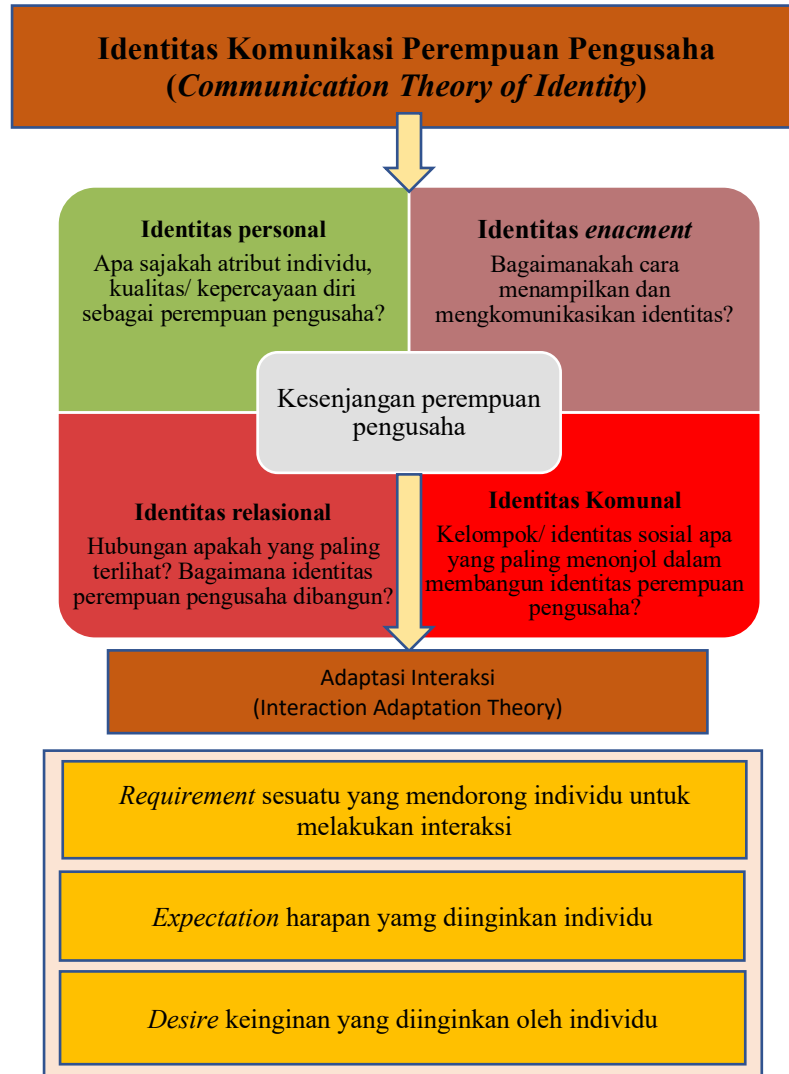 Identitas Komunikasi Perempuan Pengusaha
(Communication Theory of Identity)
Identitas personal
Apa sajakah atribut individu,
kualitas/ kepercayaan diri
sebagai perempuan pengusaha?
Identitas enacment
Bagaimanakah cara
menampilkan dan
mengkomunikasikan identitas?
Kesenjangan perempuan
pengusaha
Identitas relasional
Hubungan apakah yang paling
terlihat? Bagaimana identitas
perempuan pengusaha dibangun?
Identitas Komunal
Kelompok/ identitas sosial apa
yang paling menonjol dalam
membangun identitas perempuan
pengusaha?
Adaptasi Interaksi
(Interaction Adaptation Theory)
Requirement sesuatu yang mendorong individu untuk
melakukan interaksi
Expectation harapan yamg diinginkan individu
Desire keinginan yang diinginkan oleh individu